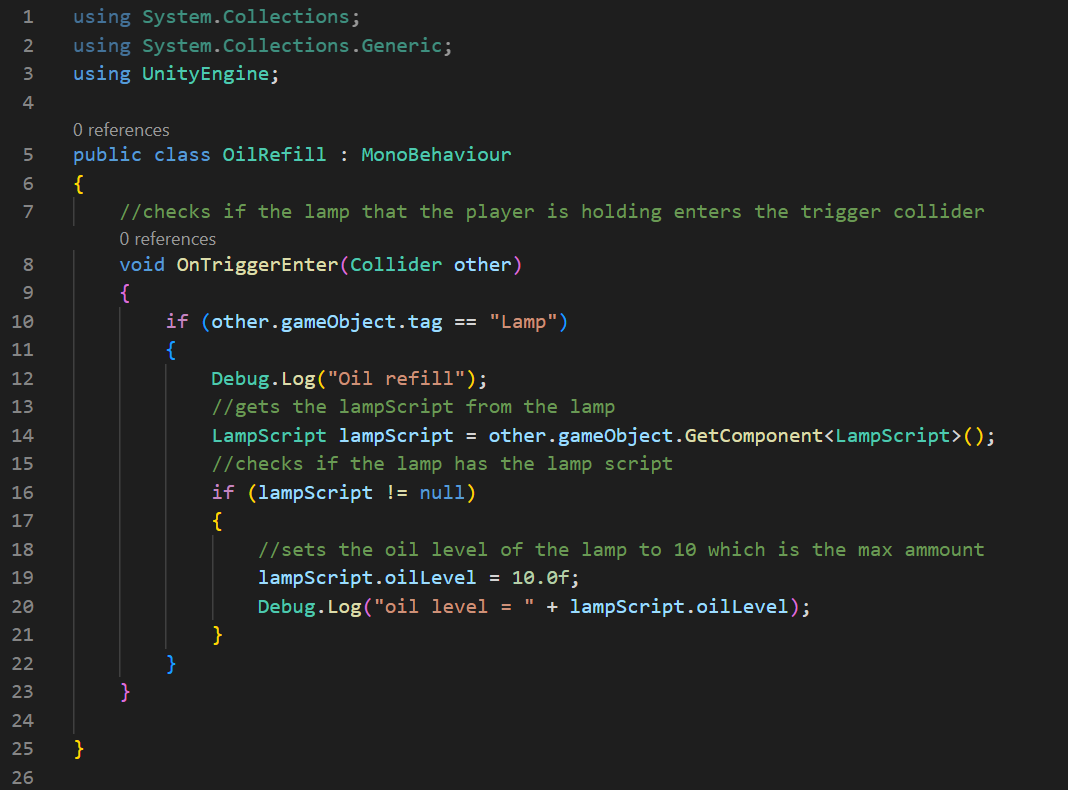 1 using System.Collections;
2 using System.Collections.Generic;
3 using UnityEngine;
4
0 references
5 public class OilRefill : MonoBehaviour
6 {
7 //checks if the lamp that the player is holding enters the trigger collider
0 references
8 void OnTriggerEnter(Collider other)
9 {
10 if (other.gameObject.tag == "Lamp")
11 {
12 Debug.Log("Oil refill");
13 //gets the lampScript from the lamp
14 LampScript lampScript = other.gameObject.GetComponent<LampScript>();
15 //checks if the lamp has the lamp script
16 if (lampScript != null)
17 {
18 //sets the oil level of the lamp to 10 which is the max ammount
19 lampScript.oilLevel = 10.0f;
20 Debug.Log("oil level = " + lampScript.oilLevel);
21 }
22 }
23 }
24
25 }
26